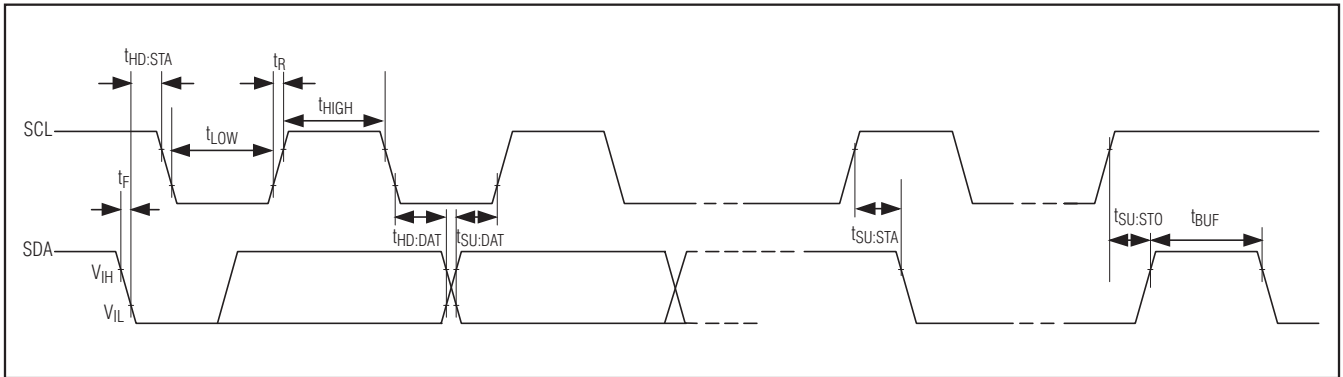 tHD:STA
tR
tHIGH
SCL
tLOW
tF
tHD:DAT
tSU:DAT
tSU:STA
tSU:STO
tBUF
SDA
VIH
VIL